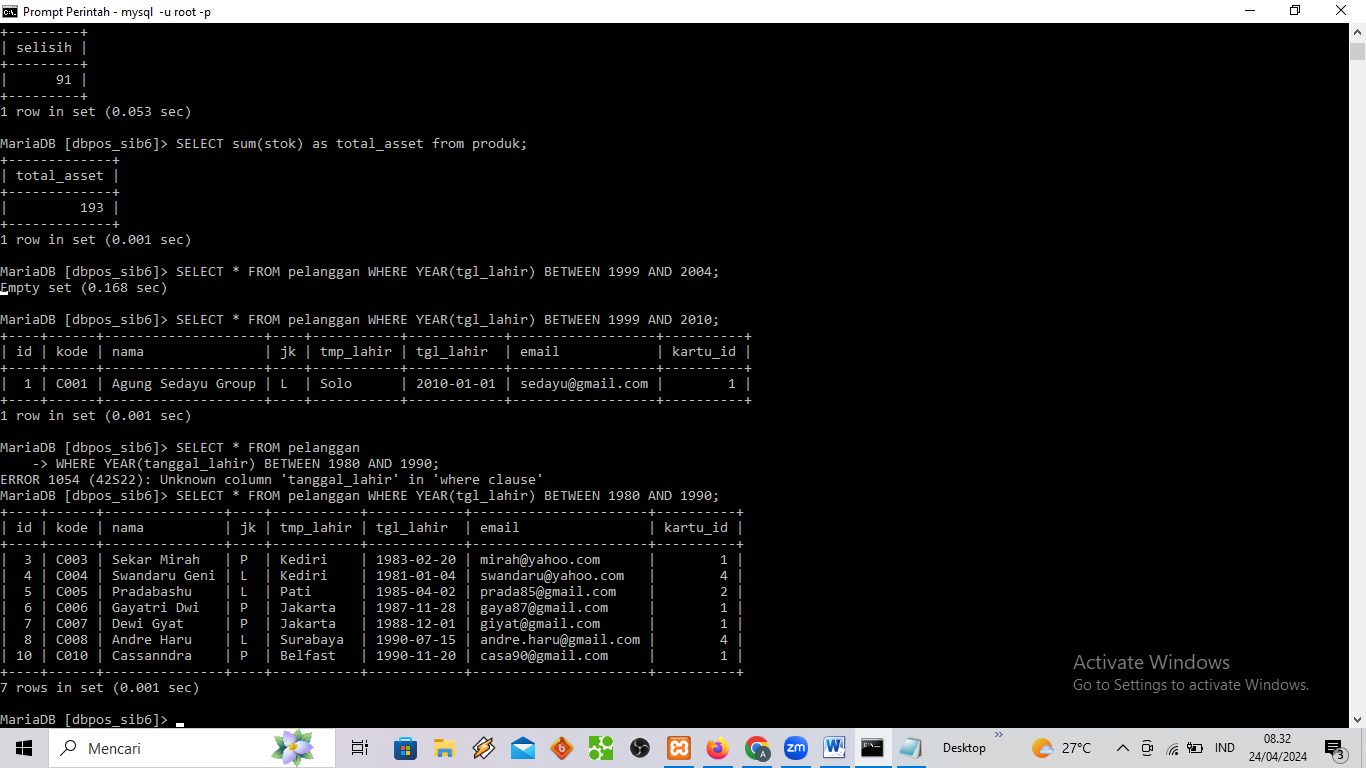 Prompt Perintah - mysql  -u root -p
+---------+
| selisih |
+---------+
|      91 |
+---------+
1 row in set (0.053 sec)
MariaDB [dbpos_sib6]> SELECT sum(stok) as total_asset from produk;
+-------------+
| total_asset |
+-------------+
|         193 |
+-------------+
1 row in set (0.001 sec)
MariaDB [dbpos_sib6]> SELECT * FROM pelanggan WHERE YEAR(tgl_lahir) BETWEEN 1999 AND 2004;
Empty set (0.168 sec)
MariaDB [dbpos_sib6]> SELECT * FROM pelanggan WHERE YEAR(tgl_lahir) BETWEEN 1999 AND 2010;
+----+------+--------------------+----+-----------+------------+------------------+----------+
| id | kode | nama               | jk | tmp_lahir | tgl_lahir  | email            | kartu_id |
+----+------+--------------------+----+-----------+------------+------------------+----------+
|  1 | C001 | Agung Sedayu Group | L  | Solo      | 2010-01-01 | sedayu@gmail.com |        1 |
+----+------+--------------------+----+-----------+------------+------------------+----------+
1 row in set (0.001 sec)
MariaDB [dbpos_sib6]> SELECT * FROM pelanggan
    -> WHERE YEAR(tanggal_lahir) BETWEEN 1980 AND 1990;
ERROR 1054 (42S22): Unknown column 'tanggal_lahir' in 'where clause'
MariaDB [dbpos_sib6]> SELECT * FROM pelanggan WHERE YEAR(tgl_lahir) BETWEEN 1980 AND 1990;
+----+------+---------------+----+-----------+------------+----------------------+----------+
| id | kode | nama          | jk | tmp_lahir | tgl_lahir  | email                | kartu_id |
+----+------+---------------+----+-----------+------------+----------------------+----------+
|  3 | C003 | Sekar Mirah   | P  | Kediri    | 1983-02-20 | mirah@yahoo.com      |        1 |
|  4 | C004 | Swandaru Geni | L  | Kediri    | 1981-01-04 | swandaru@yahoo.com   |        4 |
|  5 | C005 | Pradabashu    | L  | Pati      | 1985-04-02 | prada85@gmail.com    |        2 |
|  6 | C006 | Gayatri Dwi   | P  | Jakarta   | 1987-11-28 | gaya87@gmail.com     |        1 |
|  7 | C007 | Dewi Gyat     | P  | Jakarta   | 1988-12-01 | giyat@gmail.com      |        1 |
|  8 | C008 | Andre Haru    | L  | Surabaya  | 1990-07-15 | andre.haru@gmail.com |        4 |
| 10 | C010 | Cassanndra    | P  | Belfast   | 1990-11-20 | casa90@gmail.com     |        1 |
+----+------+---------------+----+-----------+------------+----------------------+----------+
7 rows in set (0.001 sec)
MariaDB [dbpos_sib6]>
Activate Windows
Go to Settings to activate Windows.
Mencari
zm
Desktop
27°C
IND
08.32
24/04/2024
3